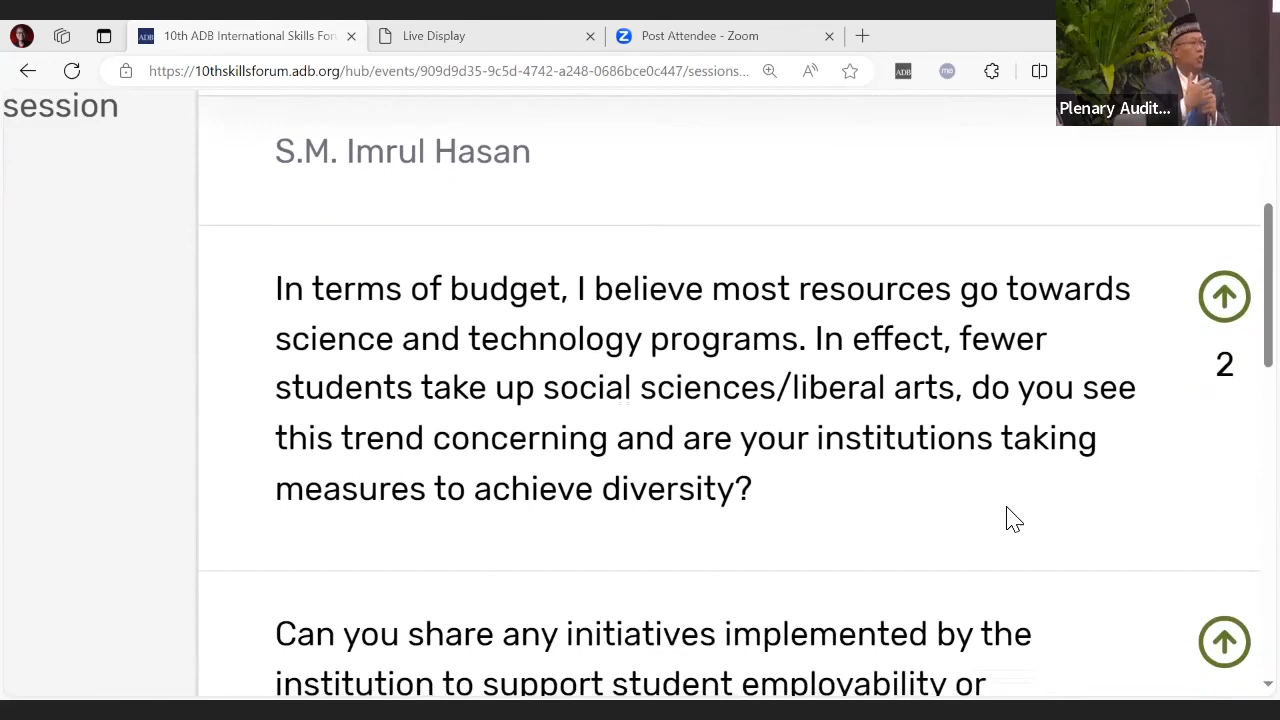 10th ADB International Skills For
Live Display
Post Attendee - Zoom
https://10thskillsforum.adb.org/hub/events/909d9d35-9c5d-4742-a248-0686bce0c447/sessions...
ADB
Plenary Audit...
session
S.M. Imrul Hasan
In terms of budget, I believe most resources go towards
science and technology programs. In effect, fewer
students take up social sciences/liberal arts, do you see
this trend concerning and are your institutions taking
measures to achieve diversity?
2
Can you share any initiatives implemented by the
institution to support student employability or